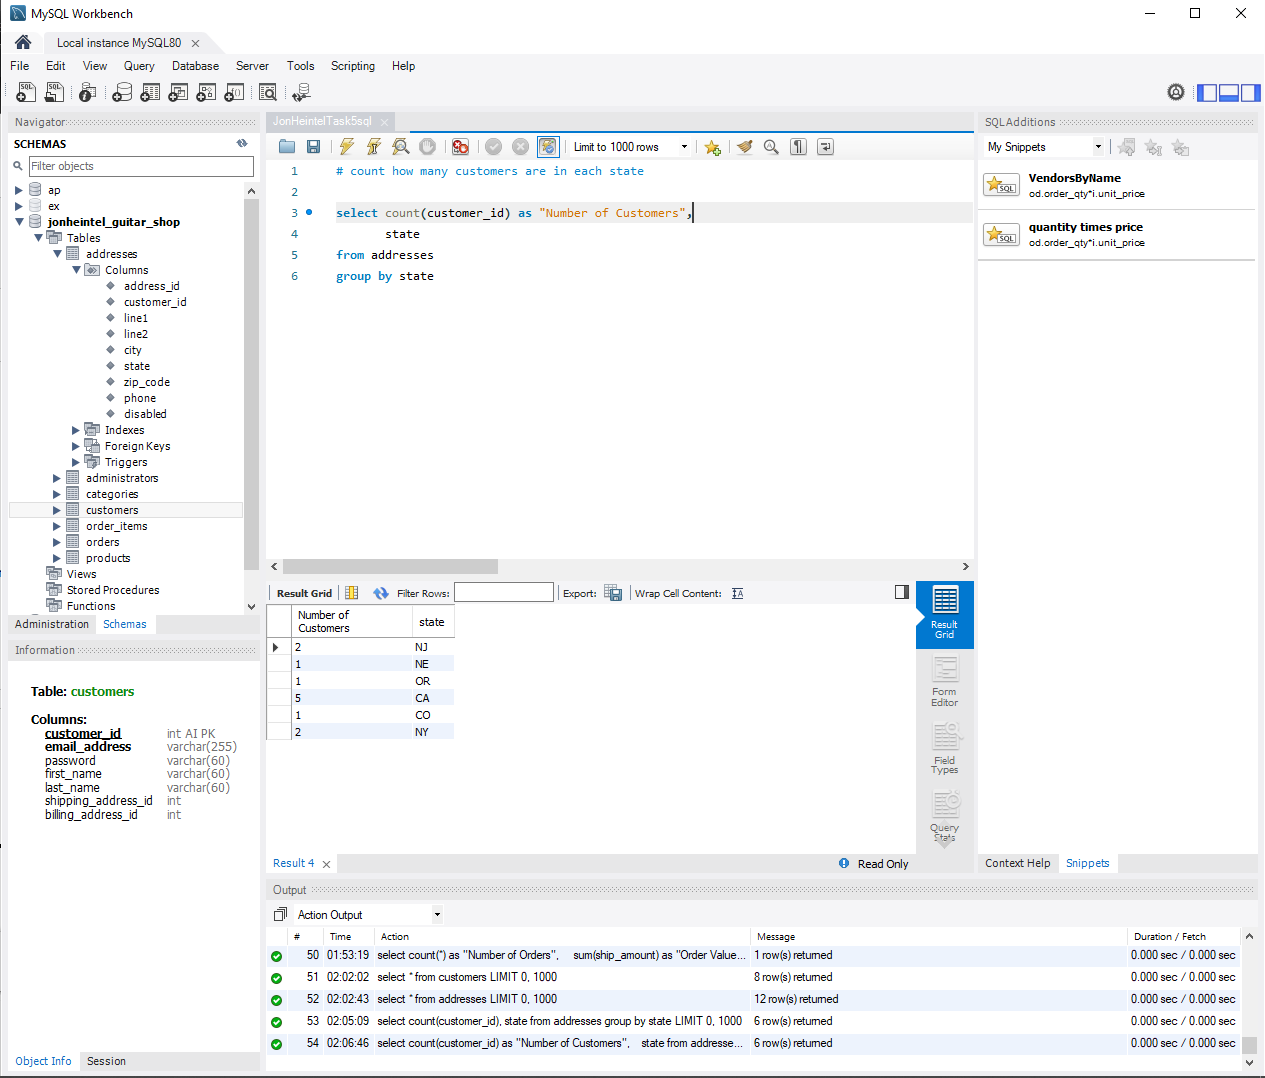 MySQL Workbench
Local instance MySQL80
File Edit View Query Database Server Tools Scripting Help
Navigator
SCHEMAS
Filter objects
ap
ex
jonheintel_guitar_shop
Tables
addresses
Columns
address_id
customer_id
line1
line2
city
state
zip_code
phone
disabled
Indexes
Foreign Keys
Triggers
administrators
categories
customers
order_items
orders
products
Views
Stored Procedures
Functions
Administration Schemas
Information
Table: customers
Columns:
customer_id int AI PK
email_address varchar(255)
password varchar(60)
first_name varchar(60)
last_name varchar(60)
shipping_address_id int
billing_address_id int
Object Info Session
JonHeintelTask5sql
Limit to 1000 rows
1 # count how many customers are in each state
2
3 select count(customer_id) as "Number of Customers",
4 state
5 from addresses
6 group by state
Result Grid Filter Rows: Export: Wrap Cell Content:
Number of Customers state
2 NJ
1 NE
1 OR
5 CA
1 CO
2 NY
Result Grid
Form Editor
Field Types
Query Stats
Result 4
Read Only
SQLAdditions
My Snippets
VendorsByName
od.order_qty*i.unit_price
quantity times price
od.order_qty*i.unit_price
Context Help Snippets
Output
Action Output
# Time Action Message Duration / Fetch
50 01:53:19 select count(*) as "Number of Orders", sum(ship_amount) as "Order Value... 1 row(s) returned 0.000 sec / 0.000 sec
51 02:02:02 select * from customers LIMIT 0, 1000 8 row(s) returned 0.000 sec / 0.000 sec
52 02:02:43 select * from addresses LIMIT 0, 1000 12 row(s) returned 0.000 sec / 0.000 sec
53 02:05:09 select count(customer_id), state from addresses group by state LIMIT 0, 1000 6 row(s) returned 0.000 sec / 0.000 sec
54 02:06:46 select count(customer_id) as "Number of Customers", state from addresse... 6 row(s) returned 0.000 sec / 0.000 sec